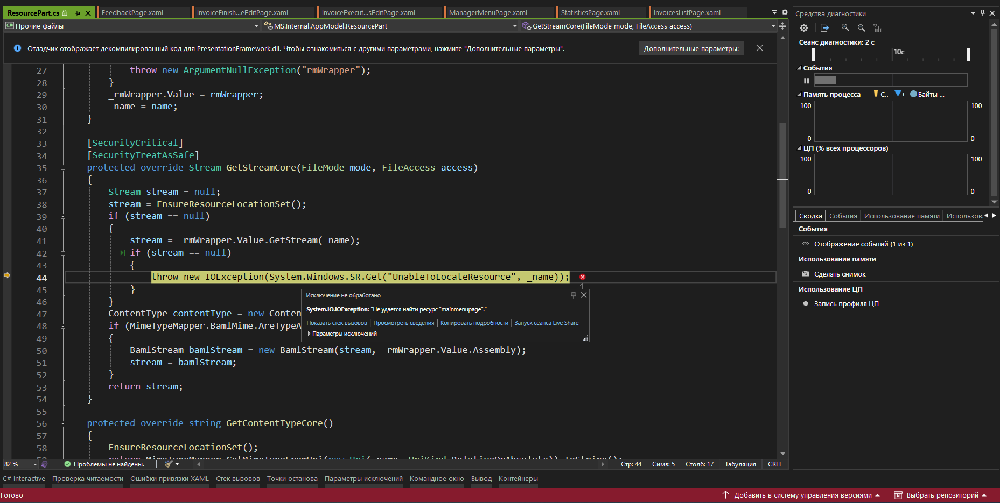 ResourcePart.cs
FeedbackPage.xaml
InvoiceFinish...eEditPage.xaml
InvoiceExecut...sEditPage.xaml
ManagerMenuPage.xaml
StatisticsPage.xaml
InvoicesListPage.xaml
C# Прочие файлы
MS.Internal.AppModel.ResourcePart
GetStreamCore(FileMode mode, FileAccess access)
Отладчик отображает декомпилированный код для PresentationFramework.dll. Чтобы ознакомиться с другими параметрами, нажмите "Дополнительные параметры".
Дополнительные параметры:
27 throw new ArgumentNullException("rmWrapper");
28 }
29 _rmWrapper.Value = rmWrapper;
30 _name = name;
31 }
32
33 [SecurityCritical]
34 [SecurityTreatAsSafe]
35 protected override Stream GetStreamCore(FileMode mode, FileAccess access)
36 {
37 Stream stream = null;
38 stream = EnsureResourceLocationSet();
39 if (stream == null)
40 {
41 stream = _rmWrapper.Value.GetStream(_name);
42 if (stream == null)
43 {
44 throw new IOException(System.Windows.SR.Get("UnableToLocateResource", _name));
45 }
46 }
47 ContentType contentType = new Conten
48 if (MimeTypeMapper.BamlMime.AreTypeA
49 {
50 BamlStream bamlStream = new BamlStream(stream, _rmWrapper.Value.Assembly);
51 stream = bamlStream;
52 }
53 return stream;
54 }
55
56 protected override string GetContentTypeCore()
57 {
58 EnsureResourceLocationSet();
59 return MimeTypeMapper.GetMimeTypeFromUri(new Uri(_name, UriKind.RelativeOrAbsolute)).ToString();
Исключение не обработано
System.IO.IOException: "Не удается найти ресурс "mainmenupage"."
Показать стек вызовов | Просмотреть сведения | Копировать подробности | Запуск сеанса Live Share
Параметры исключений
82 %
Проблемы не найдены.
Стр: 44
Симв: 5
Столб: 17
Табуляция
CRLF
C# Interactive
Проверка читаемости
Ошибки привязки XAML
Стек вызовов
Точки останова
Параметры исключений
Командное окно
Вывод
Контейнеры
Готово
Добавить в систему управления версиями
Выбрать репозиторий
Средства диагностики
Сеанс диагностики: 2 с
10с
События
Память процесса
С..
Байты ...
100
100
0
0
ЦП (% всех процессоров)
100
100
0
0
Сводка
События
Использование памяти
Использов
События
Отображение событий (1 из 1)
Использование памяти
Сделать снимок
Использование ЦП
Запись профиля ЦП